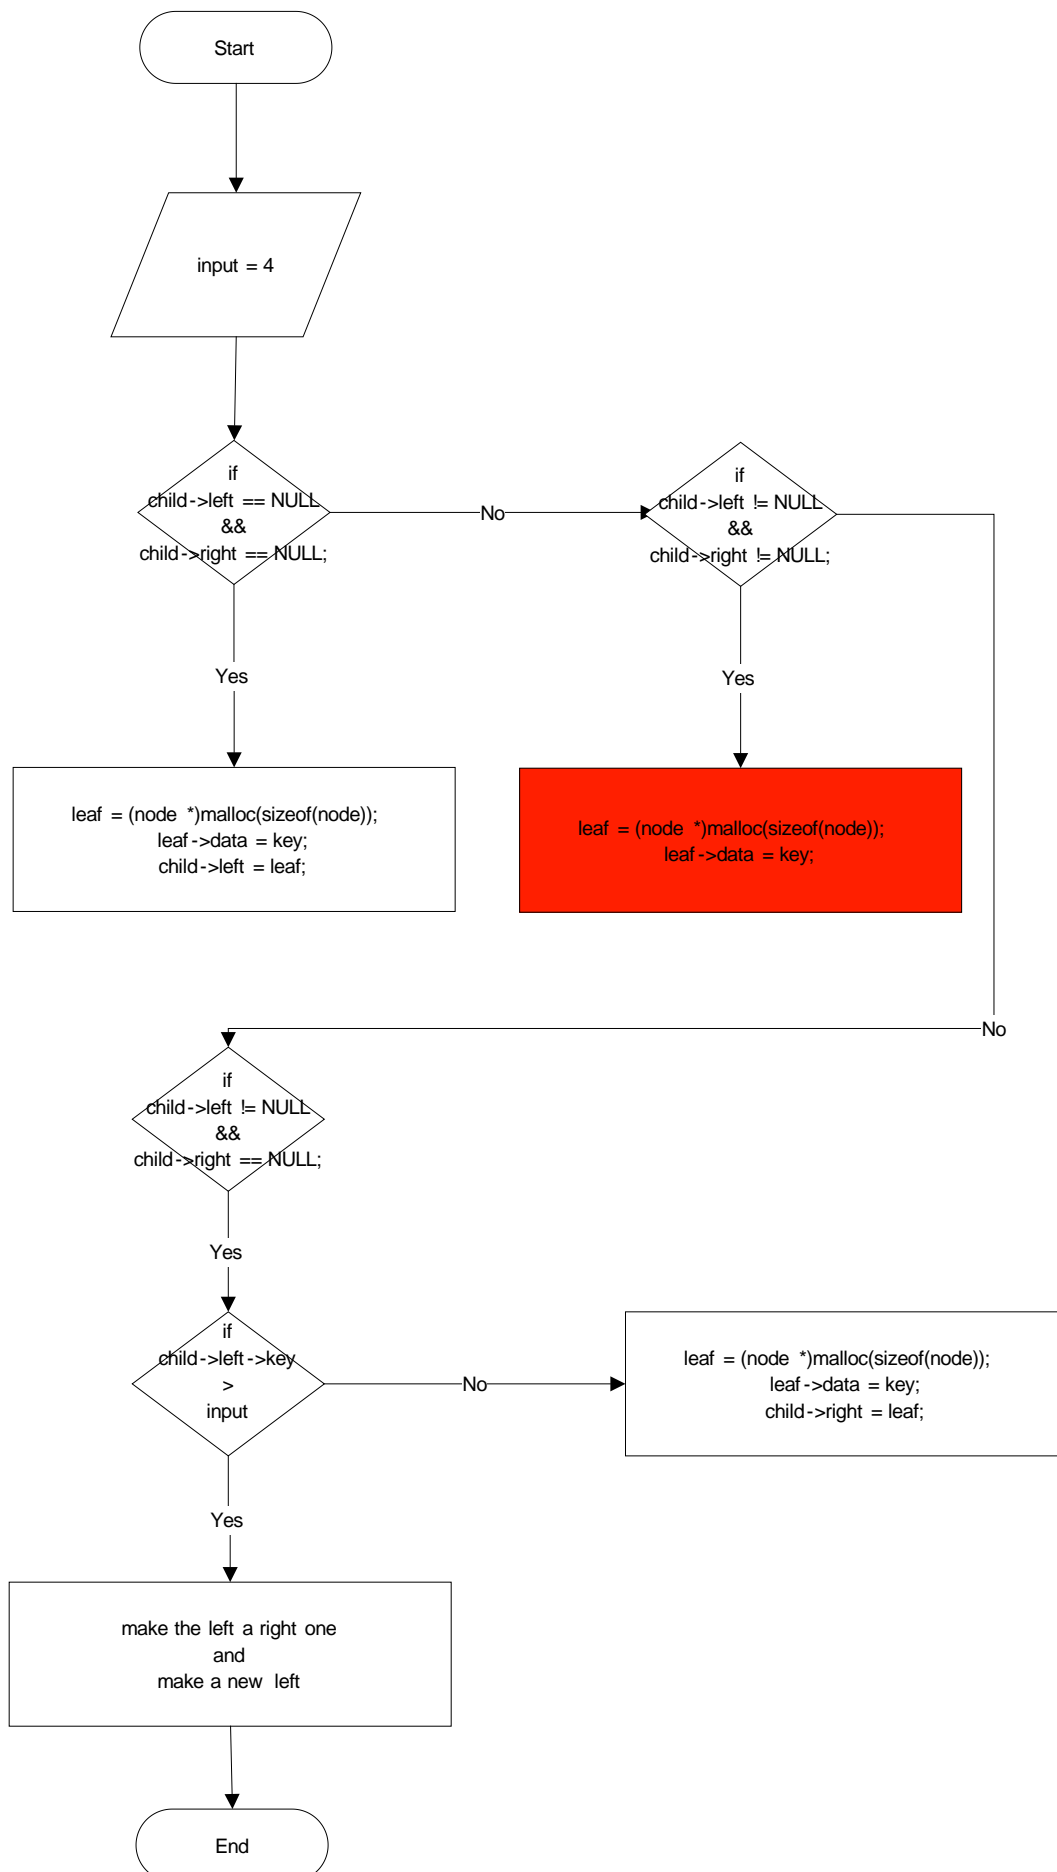 Start
input = 4
if
child->left == NULL
&&
child->right == NULL;
No
if
child->left != NULL
&&
child->right != NULL;
Yes
Yes
leaf = (node *)malloc(sizeof(node));
leaf->data = key;
child->left = leaf;
leaf = (node *)malloc(sizeof(node));
leaf->data = key;
No
if
child->left != NULL
&&
child->right == NULL;
Yes
if
child->left->key
>
input
No
leaf = (node *)malloc(sizeof(node));
leaf->data = key;
child->right = leaf;
Yes
make the left a right one
and
make a new left
End